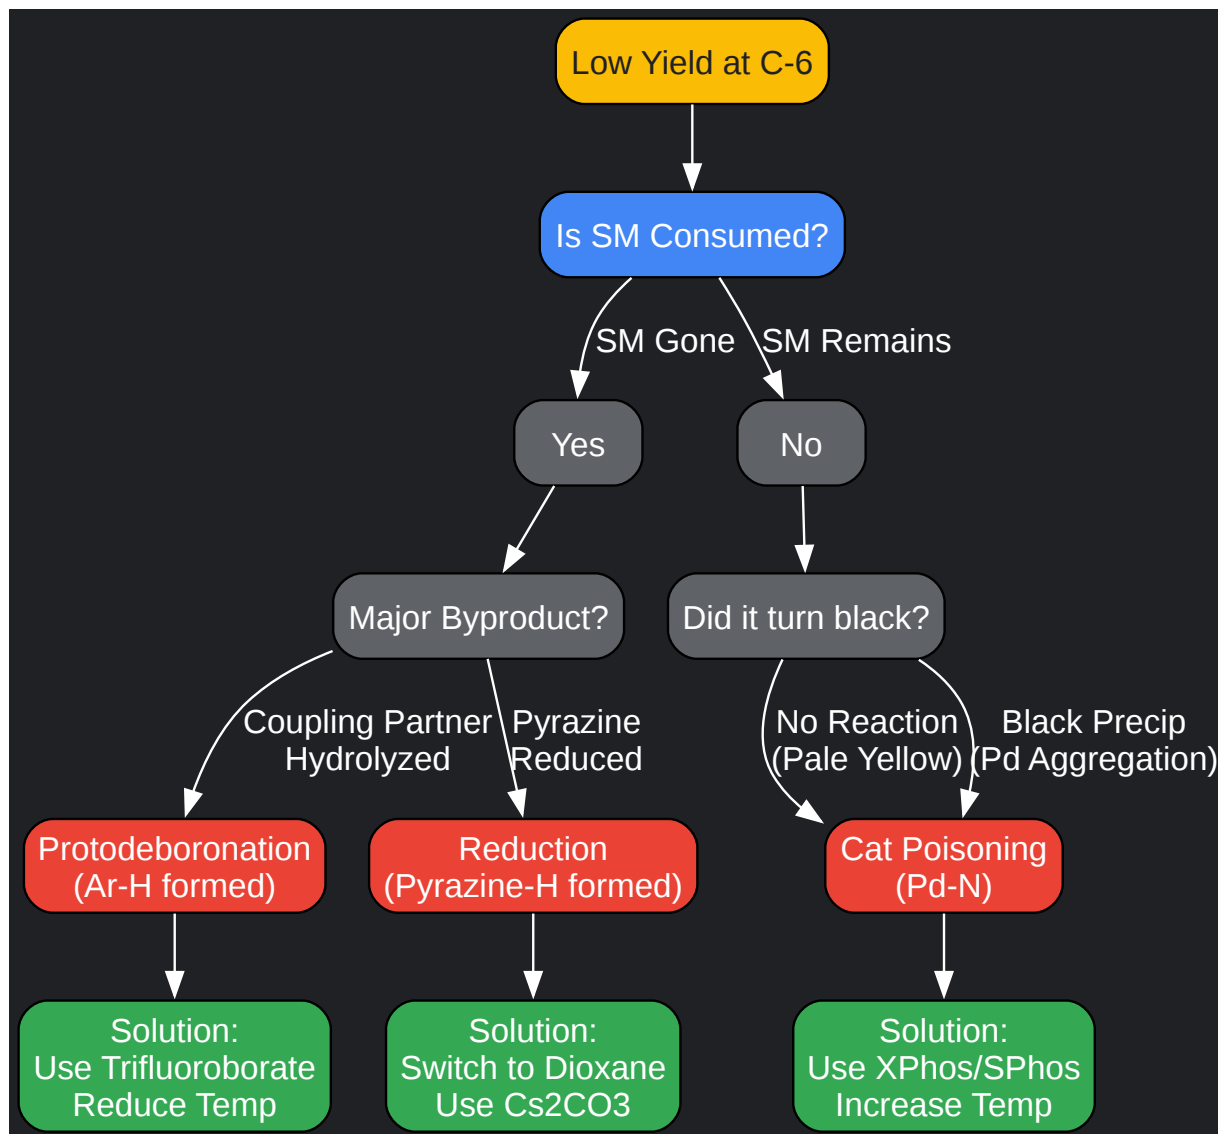 Low Yield at C-6
Is SM Consumed?
SM Gone
SM Remains
Yes
No
Major Byproduct?
Did it turn black?
Coupling Partner
Hydrolyzed
Pyrazine
Reduced
No Reaction
(Pale Yellow)
Black Precip
(Pd Aggregation)
Protodeboronation
(Ar-H formed)
Reduction
(Pyrazine-H formed)
Cat Poisoning
(Pd-N)
Solution:
Use Trifluoroborate
Reduce Temp
Solution:
Switch to Dioxane
Use Cs2CO3
Solution:
Use XPhos/SPhos
Increase Temp